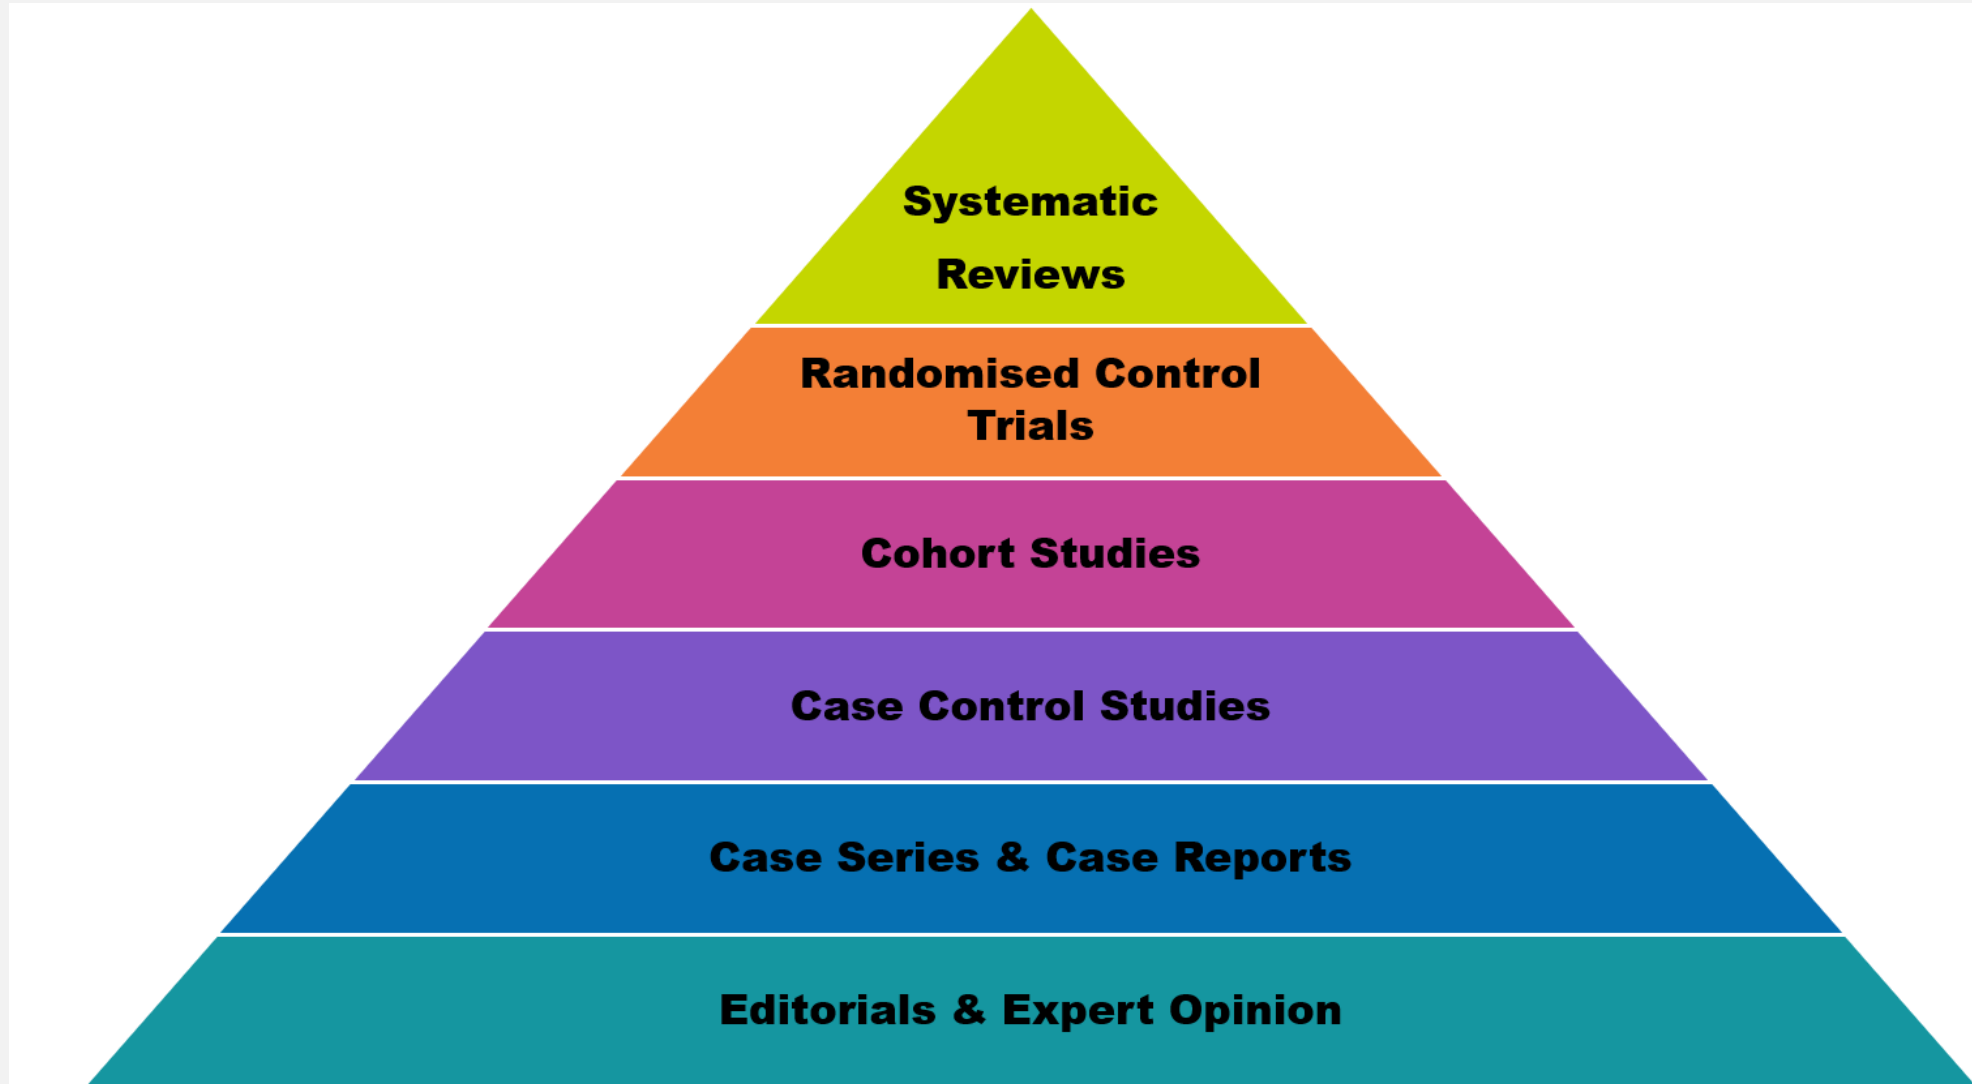 Systematic
Reviews
Randomised Control
Trials
Cohort Studies
Case Control Studies
Case Series & Case Reports
Editorials & Expert Opinion